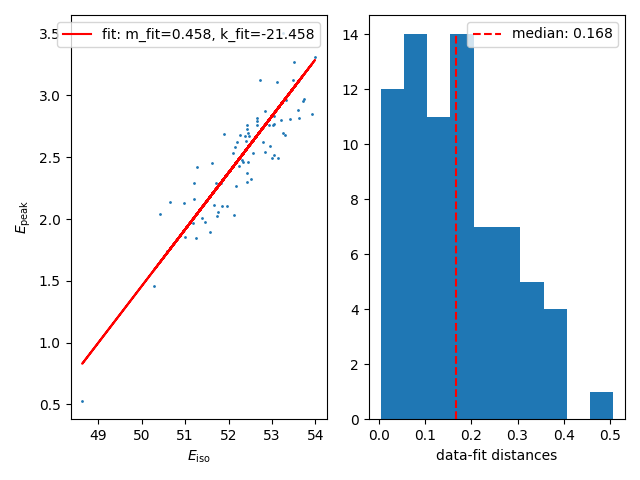 fit: m_fit=0.458, k_fit=-21.458
3.5
3.0
2.5
2.0
1.5
1.0
0.5
E_peak
49 50 51 52 53 54
E_iso
median: 0.168
14
12
10
8
6
4
2
0
0.0 0.1 0.2 0.3 0.4 0.5
data-fit distances